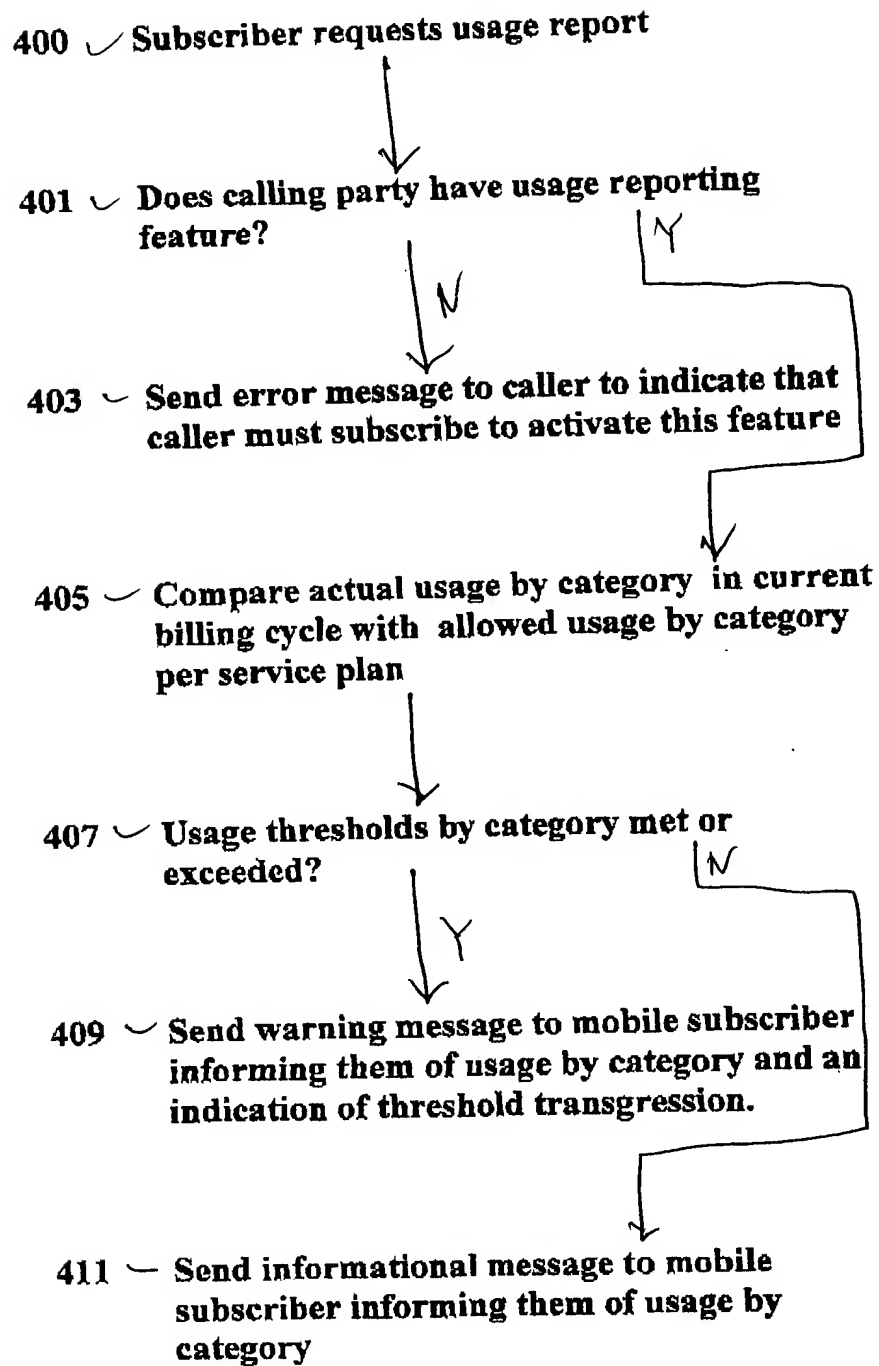 400 Subscriber requests usage report
401 Does calling party have usage reporting
feature?
Y
N
403 Send error message to caller to indicate that
caller must subscribe to activate this feature
405 Compare actual usage by category in current
billing cycle with allowed usage by category
per service plan
407 Usage thresholds by category met or
exceeded?
N
Y
409 Send warning message to mobile subscriber
informing them of usage by category and an
indication of threshold transgression.
411 Send informational message to mobile
subscriber informing them of usage by
category